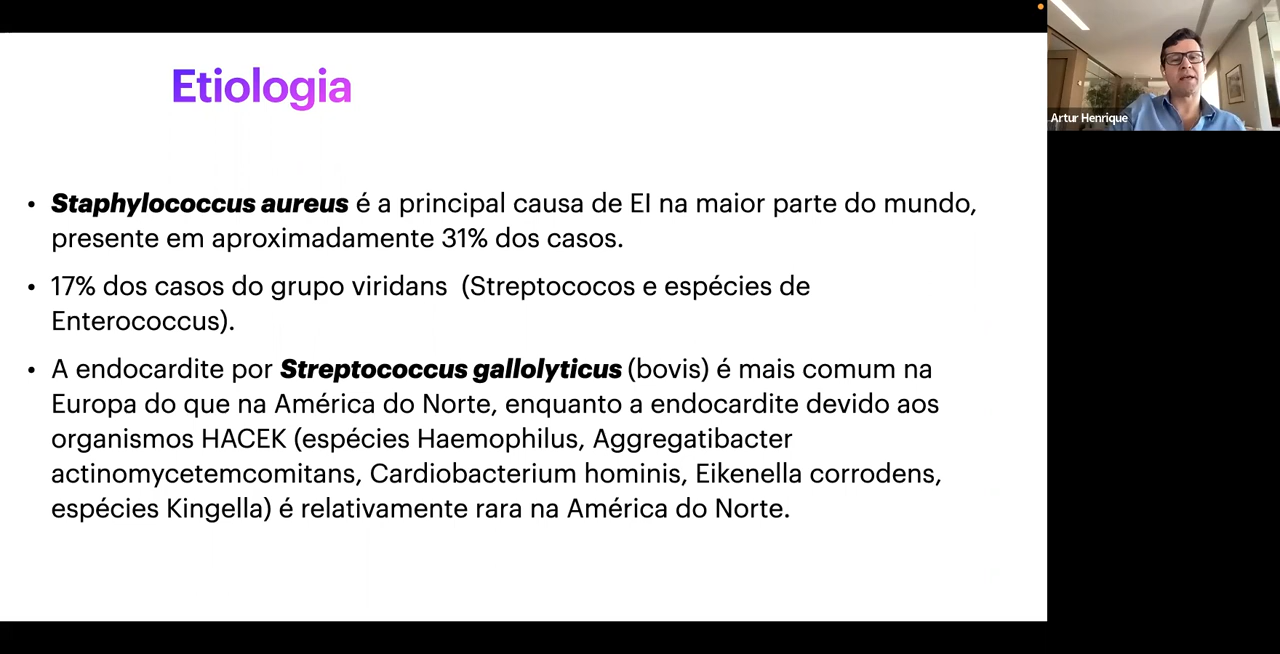 Etiologia
Artur Henrique
• Staphylococcus aureus é a principal causa de EI na maior parte do mundo,
presente em aproximadamente 31% dos casos.
• 17% dos casos do grupo viridans (Streptococos e espécies de
Enterococcus).
• A endocardite por Streptococcus gallolyticus (bovis) é mais comum na
Europa do que na América do Norte, enquanto a endocardite devido aos
organismos HACEK (espécies Haemophilus, Aggregatibacter
actinomycetemcomitans, Cardiobacterium hominis, Eikenella corrodens,
espécies Kingella) é relativamente rara na América do Norte.